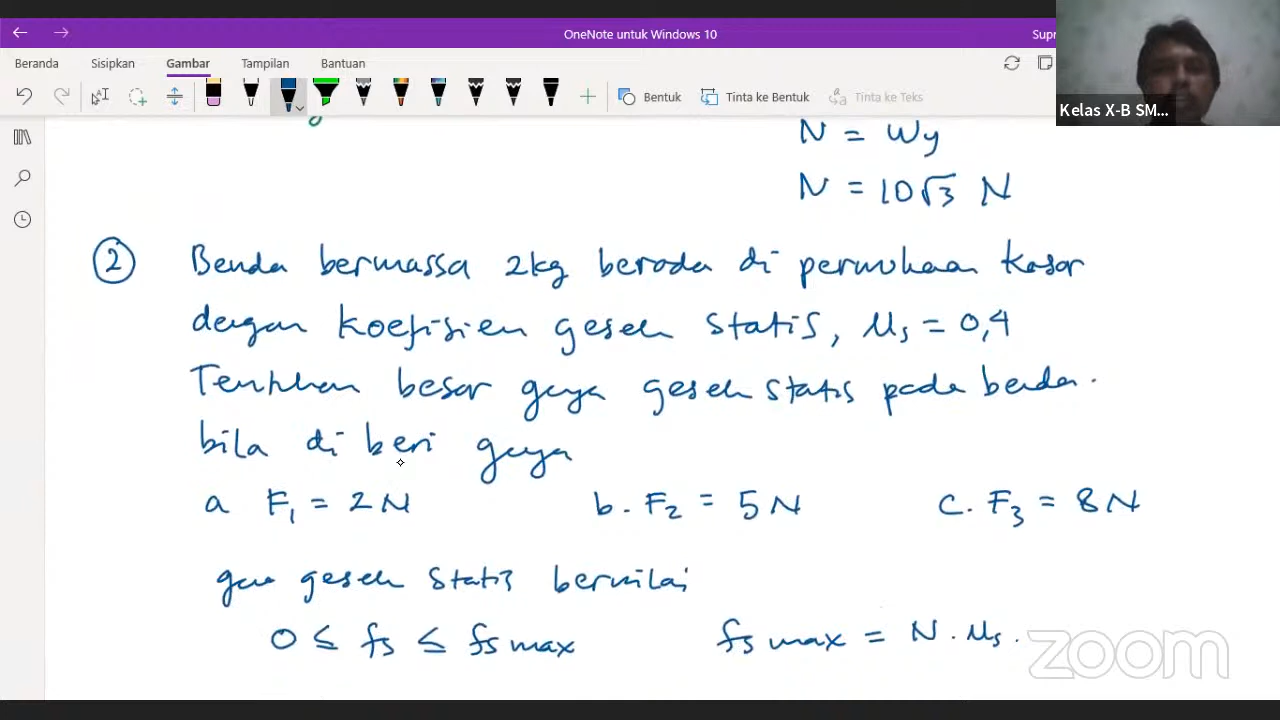 OneNote untuk Windows 10
Supr
Beranda Sisipkan Gambar Tampilan Bantuan
Bentuk Tinta ke Bentuk Tinta ke Teks
Kelas X-B SM...
N = Wy
N = 10√3 N
2 Benda bermassa 2kg berada di permukaan kasar
dengan koefisien gesek statis, μs = 0,4
Tentukan besar gaya gesek statis pada benda.
bila di beri gaya
a F₁ = 2N b. F₂ = 5N c. F₃ = 8N
gaya gesek statis bernilai
0 ≤ fs ≤ fs max fs max = N . μs .
zoom